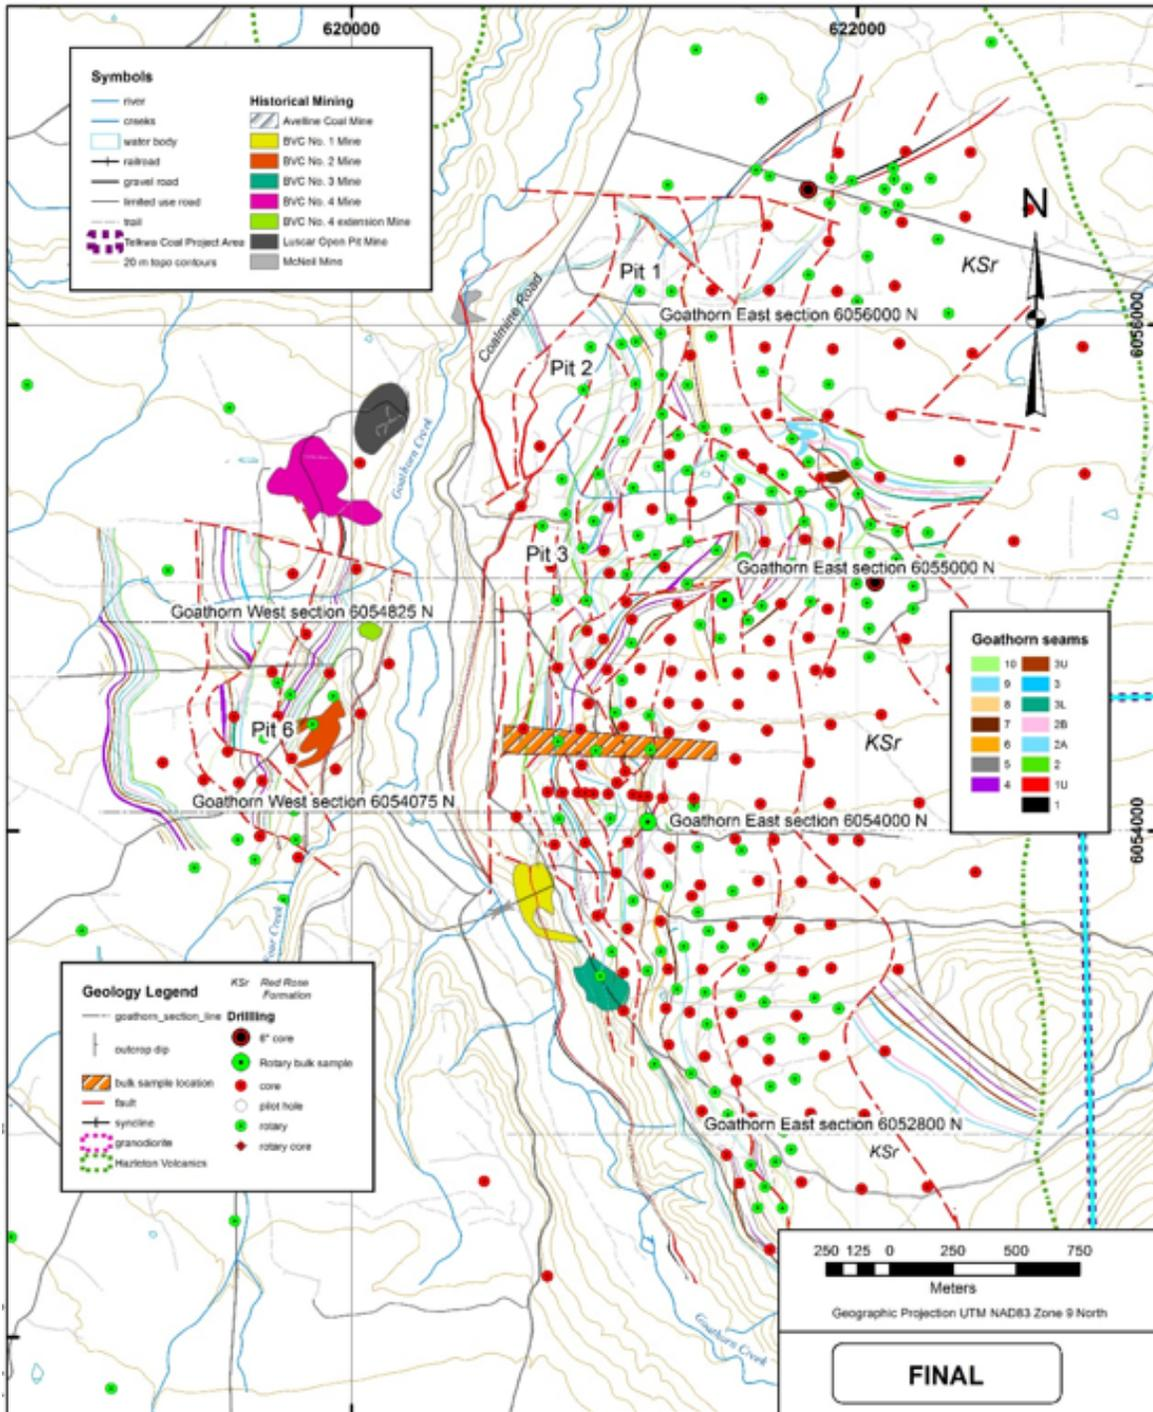 620000
622000
Symbols
river
creeks
water body
railroad
gravel road
limited use road
trail
Telkwa Coal Project Area
20 m topo contours
Historical Mining
Avelline Coal Mine
BVC No. 1 Mine
BVC No. 2 Mine
BVC No. 3 Mine
BVC No. 4 Mine
BVC No. 4 extension Mine
Luscar Open Pit Mine
McNeil Mine
N
KSr
Pit 1
Coalmine Road
Goathorn East section 6056000 N
6056000
Pit 2
Goathorn Creek
Pit 3
Goathorn East section 6055000 N
Goathorn West section 6054825 N
Goathorn seams
10
9
8
7
6
5
4
3U
3
3L
2B
2A
2
1U
1
Pit 6
KSr
Goathorn West section 6054075 N
Goathorn East section 6054000 N
6054000
Creek
Geology Legend
goathorn_section_line
outcrop dip
bulk sample location
fault
syncline
granodiorite
Hazleton Volcanics
KSr Red Rose
Formation
Drilling
6" core
Rotary bulk sample
core
pilot hole
rotary
rotary core
Goathorn East section 6052800 N
KSr
Goathorn Creek
250 125 0 250 500 750
Meters
Geographic Projection UTM NAD83 Zone 9 North
FINAL